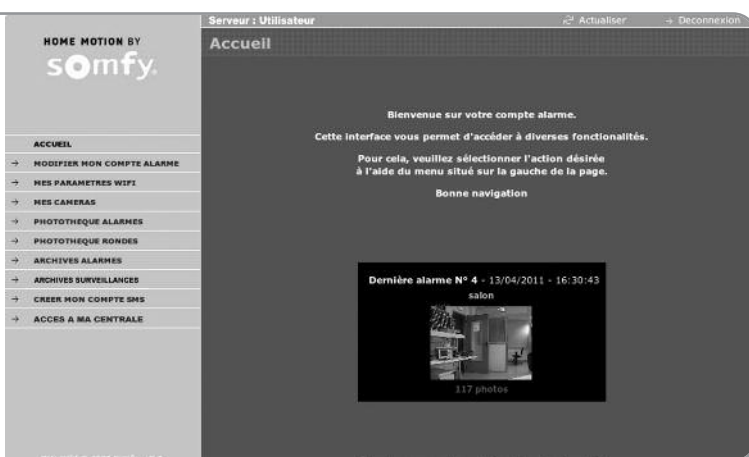 Serveur : Utilisateur
Actualiser
→ Deconnexion
HOME MOTION BY
somfy.
Accueil
Bienvenue sur votre compte alarme.
Cette interface vous permet d'accéder à diverses fonctionalités.
Pour cela, veuillez sélectionner l'action désirée
à l'aide du menu situé sur la gauche de la page.
Bonne navigation
ACCUEIL
→ MODIFIER MON COMPTE ALARME
→ MES PARAMETRES WIFI
→ MES CAMERAS
→ PHOTOTHEQUE ALARMES
→ PHOTOTHEQUE RONDES
→ ARCHIVES ALARMES
→ ARCHIVES SURVEILLANCES
→ CREER MON COMPTE SMS
→ ACCES A MA CENTRALE
Dernière alarme N° 4 - 13/04/2011 - 16:30:43
salon
117 photos